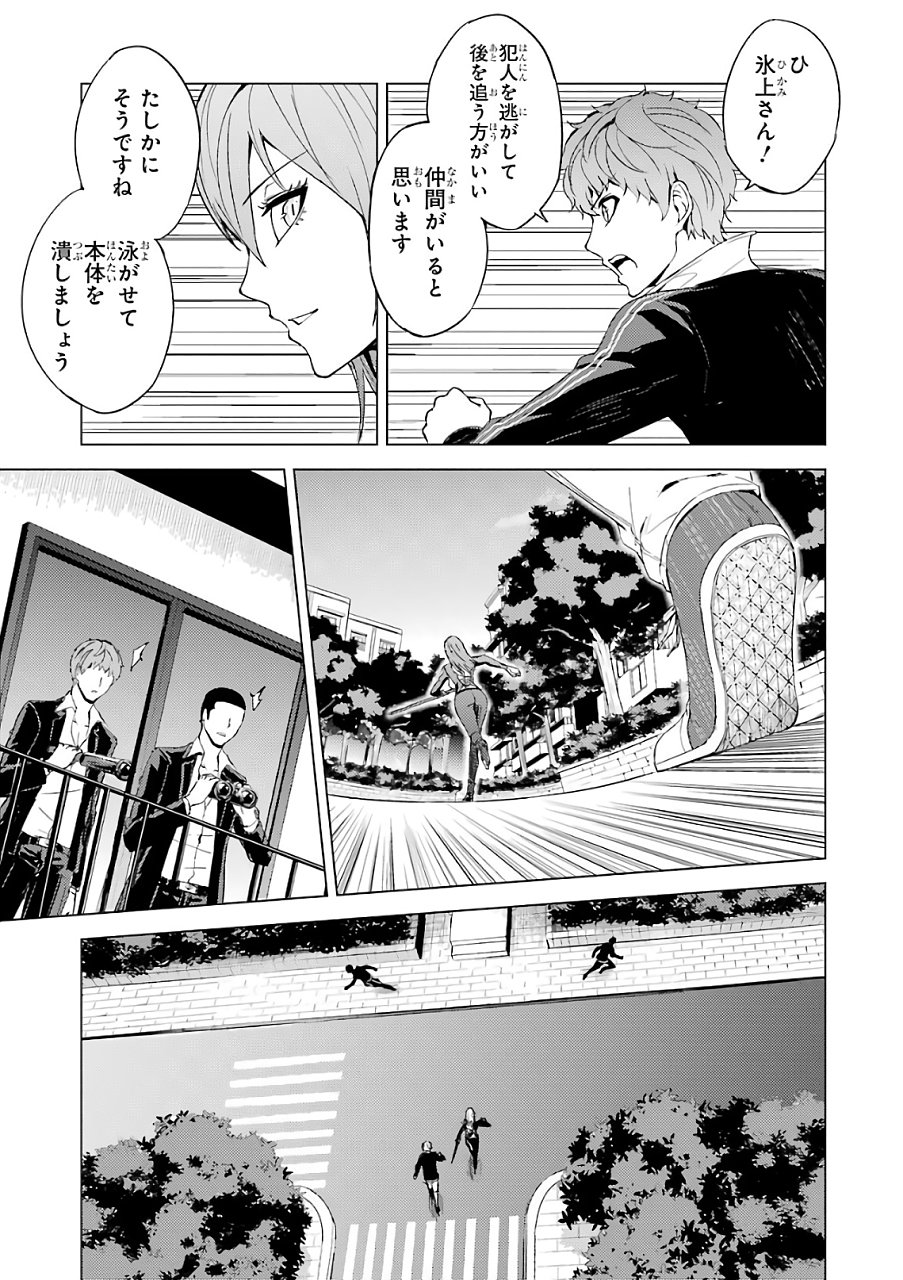 ひ
氷上さん!
犯人を逃がして
後を追う方がいい
仲間がいると
思います
たしかに
そうですね
泳がせて
本体を
潰しましょう